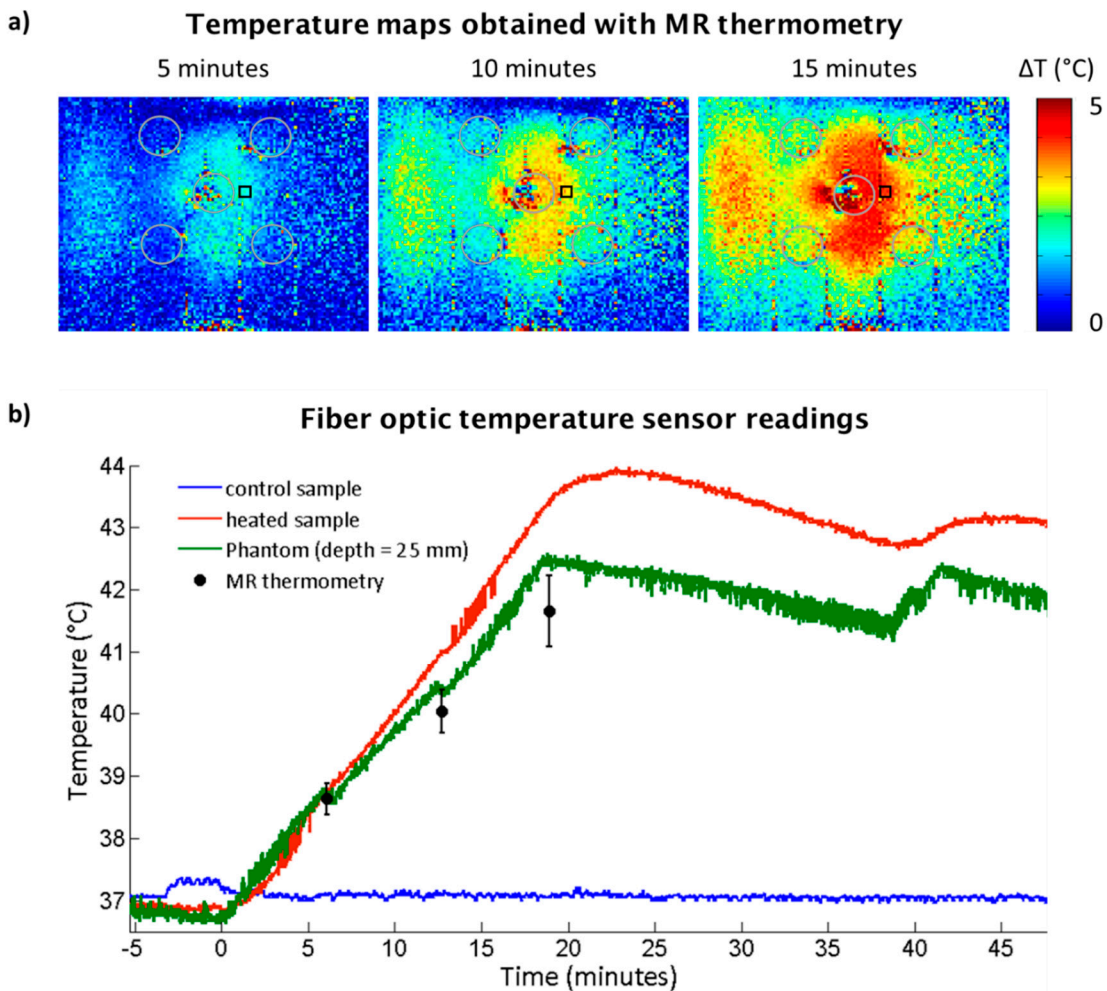 a)
Temperature maps obtained with MR thermometry
5 minutes
10 minutes
15 minutes
ΔT (°C)
5
0
b)
Fiber optic temperature sensor readings
control sample
heated sample
Phantom (depth = 25 mm)
MR thermometry
Temperature (°C)
44
43
42
41
40
39
38
37
-5 0 5 10 15 20 25 30 35 40 45
Time (minutes)